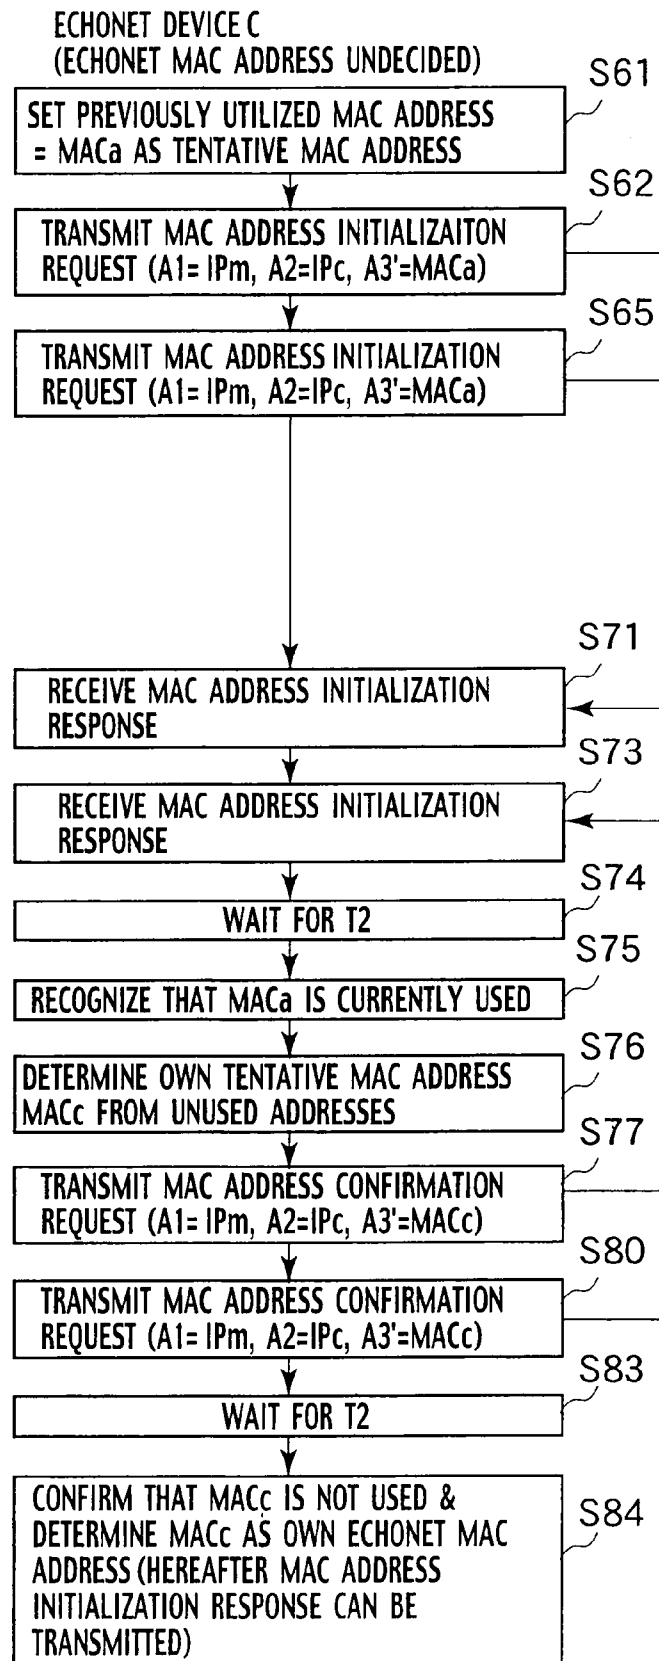 ECHONET DEVICE C
(ECHONET MAC ADDRESS UNDECIDED)
S61
SET PREVIOUSLY UTILIZED MAC ADDRESS
= MACa AS TENTATIVE MAC ADDRESS
S62
TRANSMIT MAC ADDRESS INITIALIZAITON
REQUEST (A1= IPm, A2=IPc, A3'=MACa)
S65
TRANSMIT MAC ADDRESS INITIALIZATION
REQUEST (A1= IPm, A2=IPc, A3'=MACa)
S71
RECEIVE MAC ADDRESS INITIALIZATION
RESPONSE
S73
RECEIVE MAC ADDRESS INITIALIZATION
RESPONSE
S74
WAIT FOR T2
S75
RECOGNIZE THAT MACa IS CURRENTLY USED
S76
DETERMINE OWN TENTATIVE MAC ADDRESS
MACc FROM UNUSED ADDRESSES
S77
TRANSMIT MAC ADDRESS CONFIRMATION
REQUEST (A1= IPm, A2=IPc, A3'=MACc)
S80
TRANSMIT MAC ADDRESS CONFIRMATION
REQUEST (A1= IPm, A2=IPc, A3'=MACc)
S83
WAIT FOR T2
S84
CONFIRM THAT MACc IS NOT USED &
DETERMINE MACc AS OWN ECHONET MAC
ADDRESS (HEREAFTER MAC ADDRESS
INITIALIZATION RESPONSE CAN BE
TRANSMITTED)